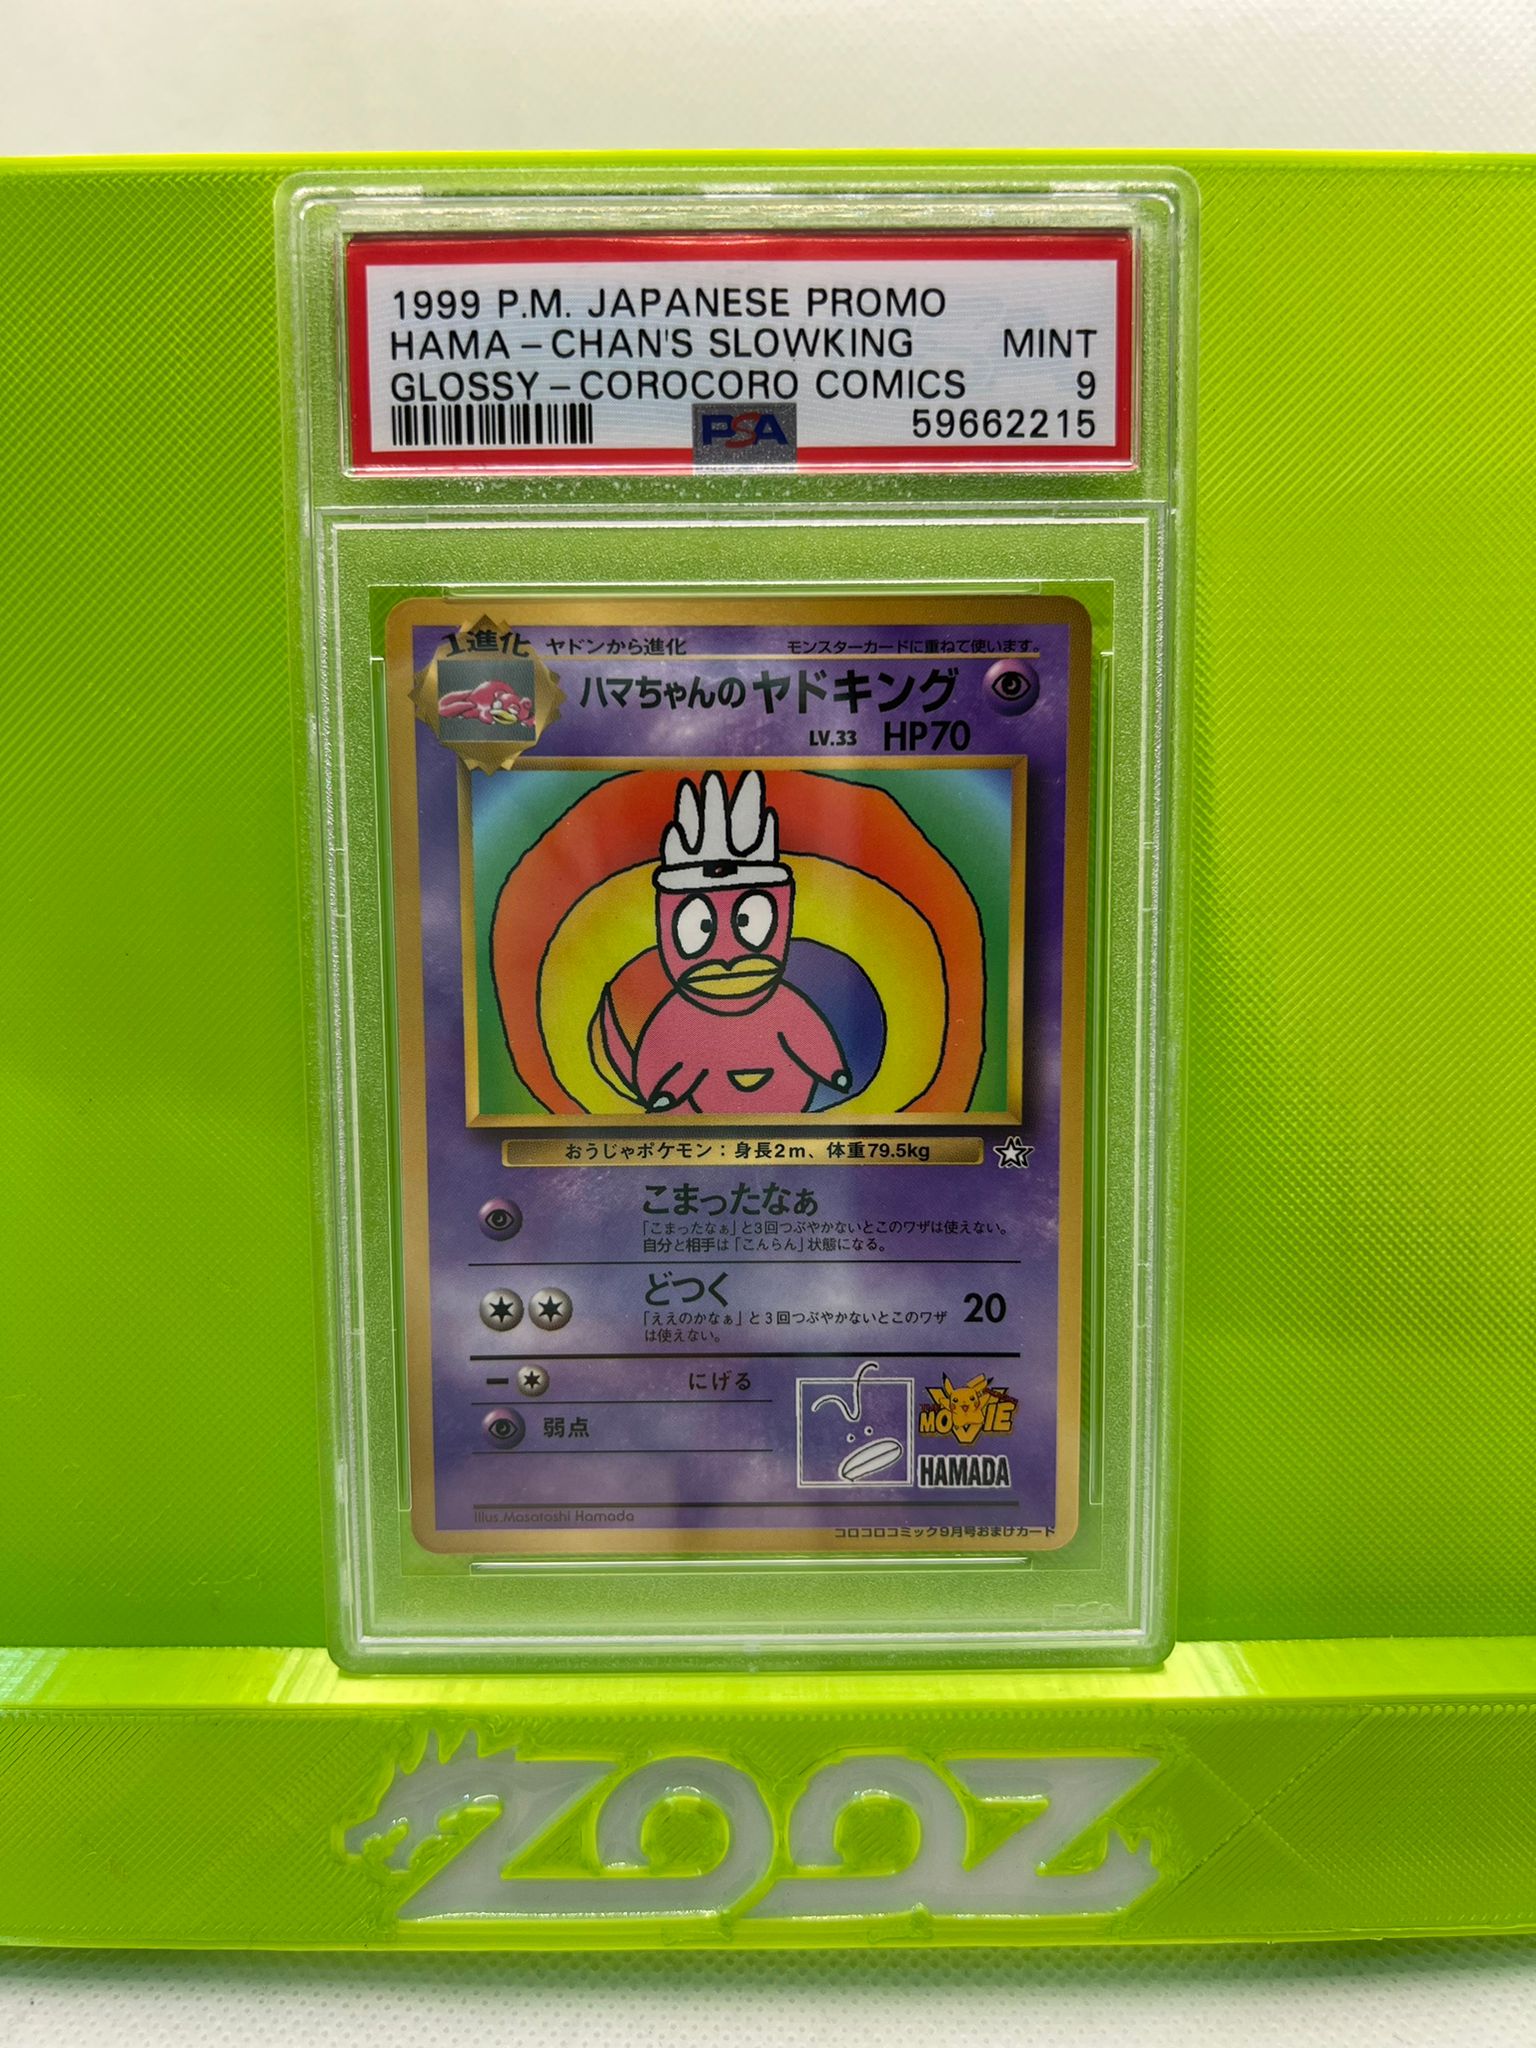 1999 P.M. JAPANESE PROMO
HAMA-CHAN'S SLOWKING MINT
GLOSSY-COROCORO COMICS 9
PSA 59662215
1進化 ヤドンから進化 モンスターカードに重ねて使います。
ハマちゃんのヤドキング
LV.33 HP70
おうじゃポケモン：身長2m、体重79.5kg
こまったなぁ
「こまったなぁ」と3回つぶやかないとこのワザは使えない。
自分と相手は「こんらん」状態になる。
どつく
「ええのかなぁ」と3回つぶやかないとこのワザ 20
は使えない。
にげる
弱点
MOVIE
HAMADA
Illus.Masatoshi Hamada
コロコロコミック9月号おまけカード
ZOOZ